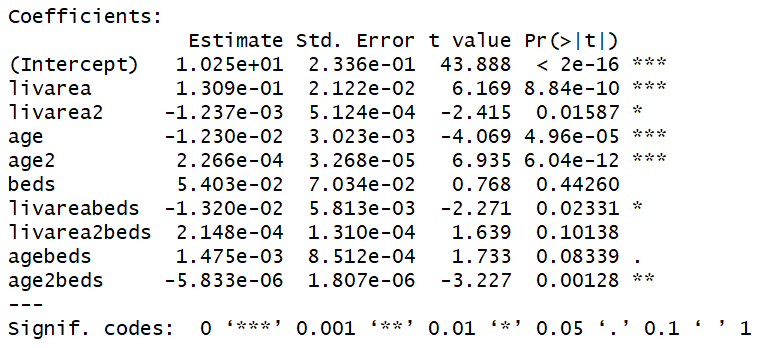 Coefficients:
Estimate Std. Error t value Pr(>|t|)
(Intercept) 1.025e+01 2.336e-01 43.888 < 2e-16 ***
livarea 1.309e-01 2.122e-02 6.169 8.84e-10 ***
livarea2 -1.237e-03 5.124e-04 -2.415 0.01587 *
age -1.230e-02 3.023e-03 -4.069 4.96e-05 ***
age2 2.266e-04 3.268e-05 6.935 6.04e-12 ***
beds 5.403e-02 7.034e-02 0.768 0.44260
livareabeds -1.320e-02 5.813e-03 -2.271 0.02331 *
livarea2beds 2.148e-04 1.310e-04 1.639 0.10138
agebeds 1.475e-03 8.512e-04 1.733 0.08339 .
age2beds -5.833e-06 1.807e-06 -3.227 0.00128 **
---
Signif. codes: 0 ‘***’ 0.001 ‘**’ 0.01 ‘*’ 0.05 ‘.’ 0.1 ‘ ’ 1